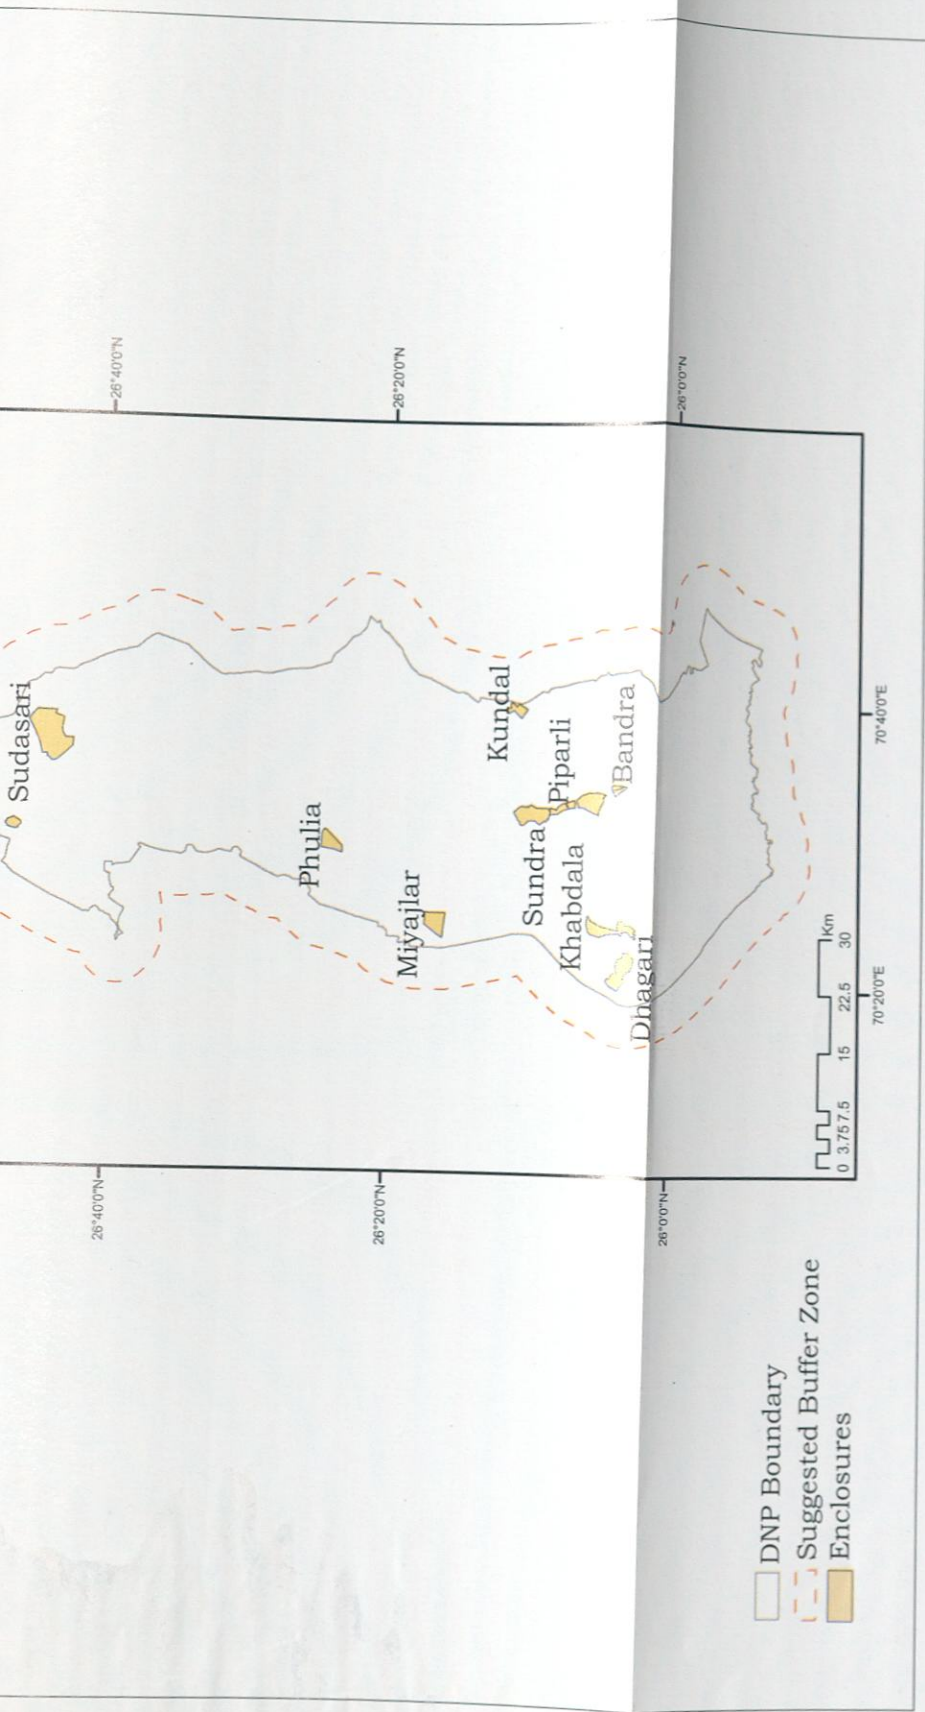 26°40'0"N
26°20'0"N
26°0'0"N
Sudasari
Phulia
Miyajlar
Kundal
Sundra
Piparli
Khabdala
Bandra
Dhagari
70°40'0"E
70°20'0"E
0 3.75 7.5 15 22.5 30
Km
26°40'0"N
26°20'0"N
26°0'0"N
DNP Boundary
Suggested Buffer Zone
Enclosures